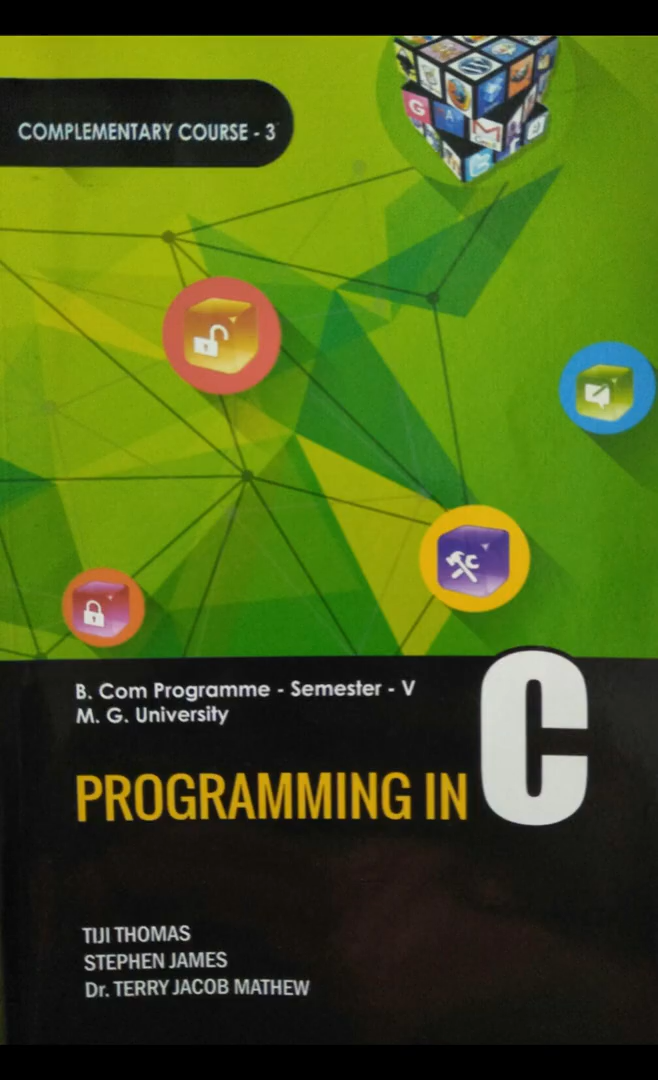 COMPLEMENTARY COURSE - 3
B. Com Programme - Semester - V
M. G. University
PROGRAMMING IN C
TIJI THOMAS
STEPHEN JAMES
Dr. TERRY JACOB MATHEW